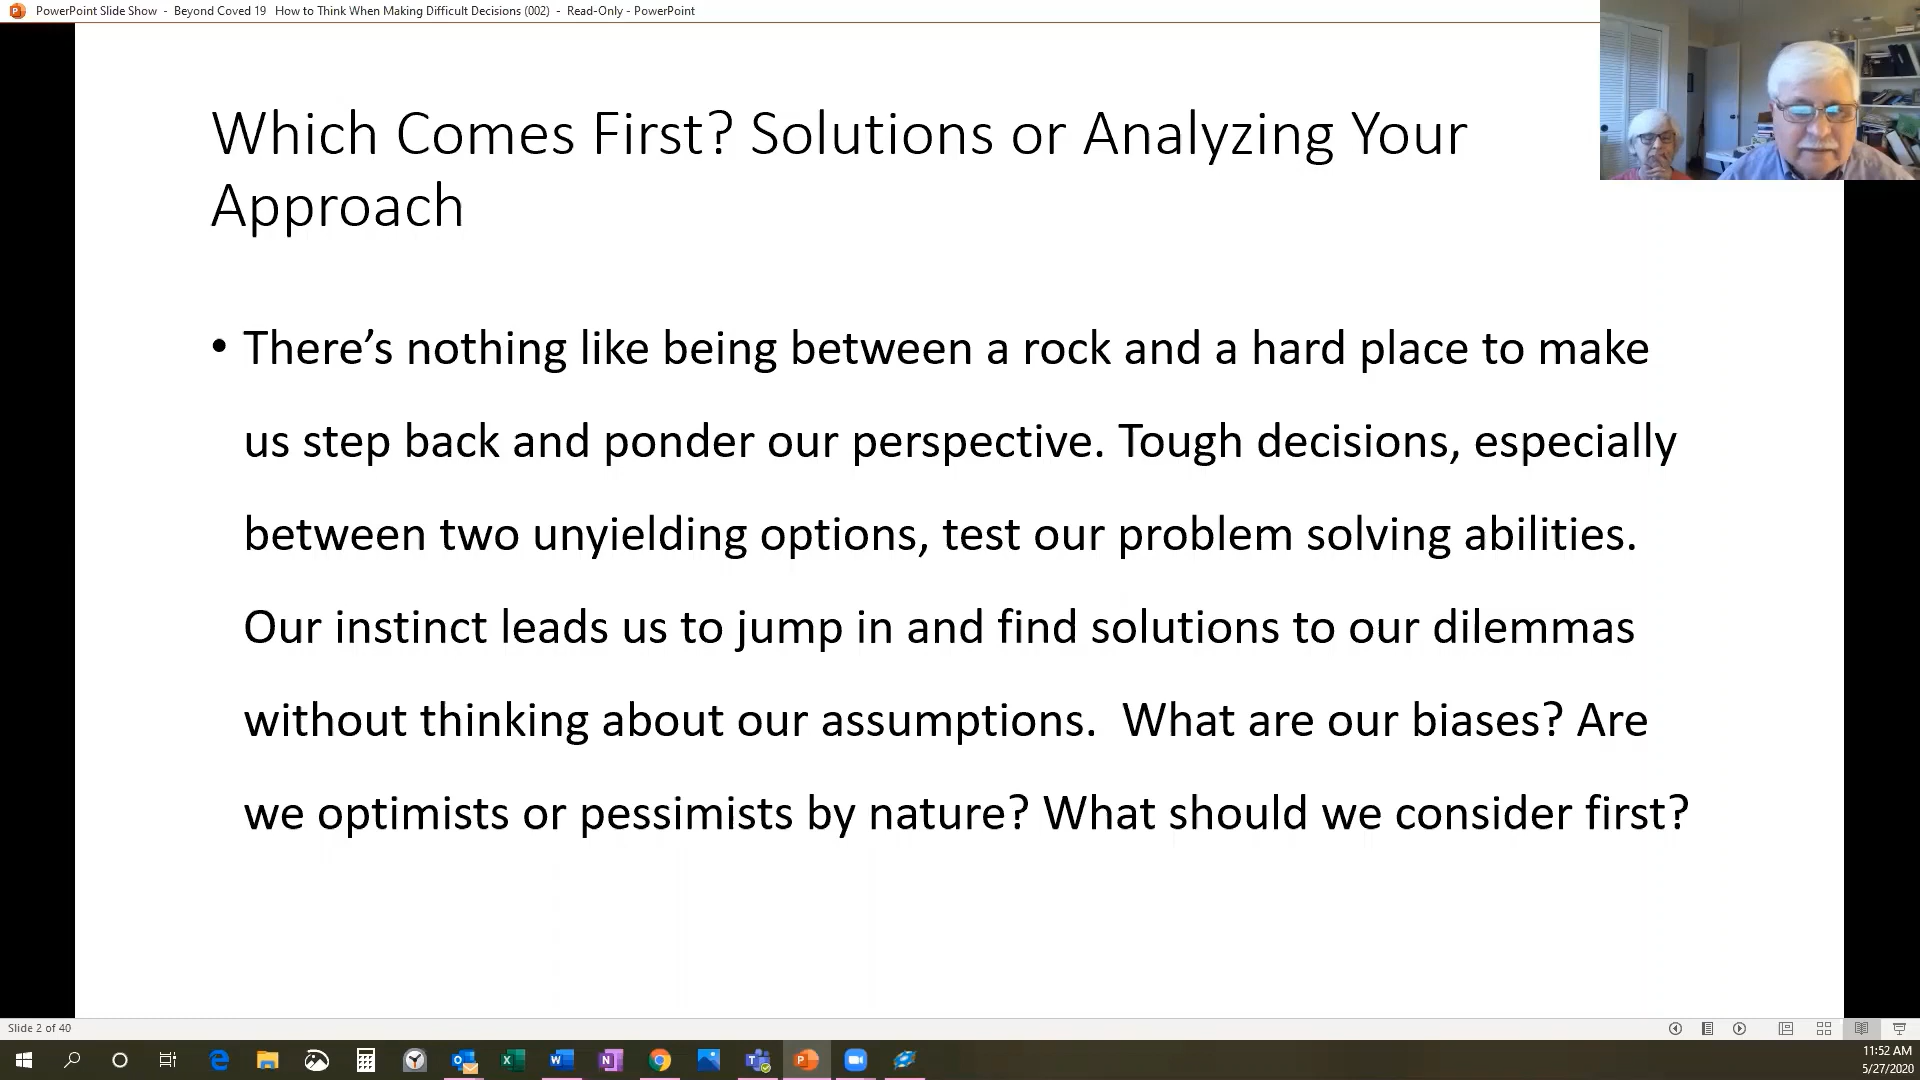 PowerPoint Slide Show - Beyond Coved 19 How to Think When Making Difficult Decisions (002) - Read-Only - PowerPoint
Which Comes First? Solutions or Analyzing Your
Approach
• There’s nothing like being between a rock and a hard place to make
us step back and ponder our perspective. Tough decisions, especially
between two unyielding options, test our problem solving abilities.
Our instinct leads us to jump in and find solutions to our dilemmas
without thinking about our assumptions.  What are our biases? Are
we optimists or pessimists by nature? What should we consider first?
Slide 2 of 40
11:52 AM
5/27/2020